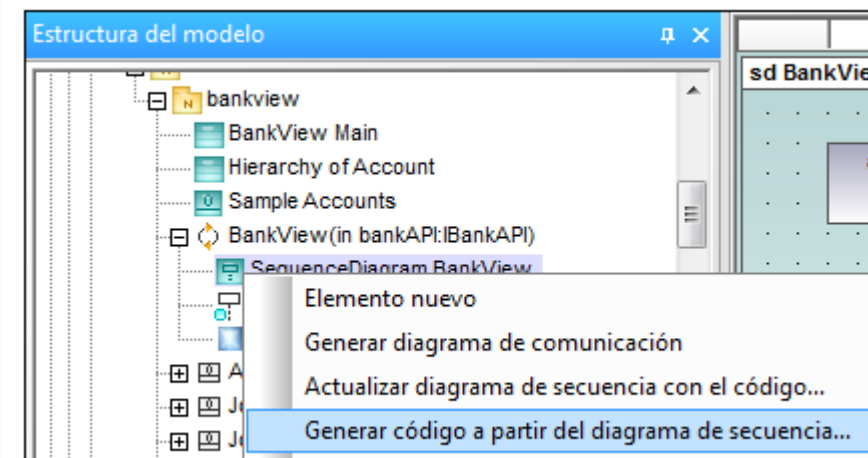 Estructura del modelo
sd BankVie
bankview
BankView Main
Hierarchy of Account
Sample Accounts
BankView(in bankAPI:IBankAPI)
SequenceDiagram BankView
Elemento nuevo
Generar diagrama de comunicación
A
Actualizar diagrama de secuencia con el código...
Jo
Generar código a partir del diagrama de secuencia...